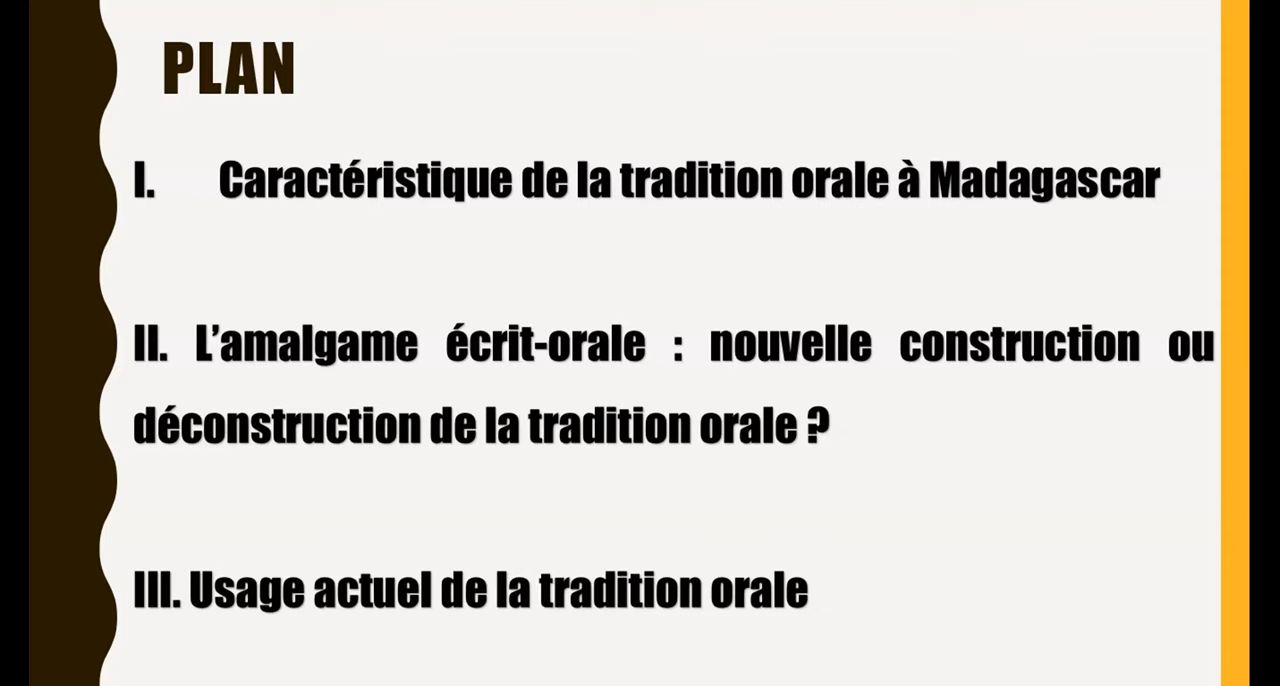 PLAN
I. Caractéristique de la tradition orale à Madagascar
II. L’amalgame écrit-orale : nouvelle construction ou
déconstruction de la tradition orale ?
III. Usage actuel de la tradition orale